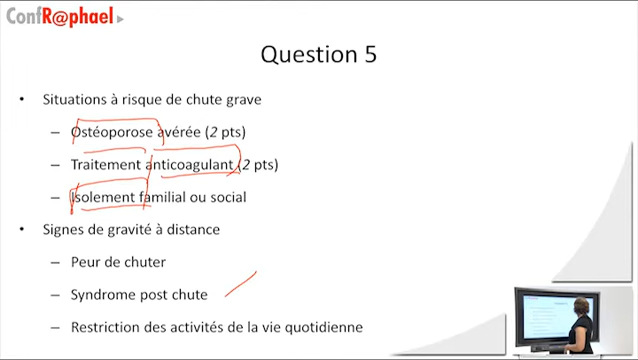 ConfR@phael
Question 5
• Situations à risque de chute grave
– Ostéoporose avérée (2 pts)
– Traitement anticoagulant (2 pts)
– Isolement familial ou social
• Signes de gravité à distance
– Peur de chuter
– Syndrome post chute
– Restriction des activités de la vie quotidienne